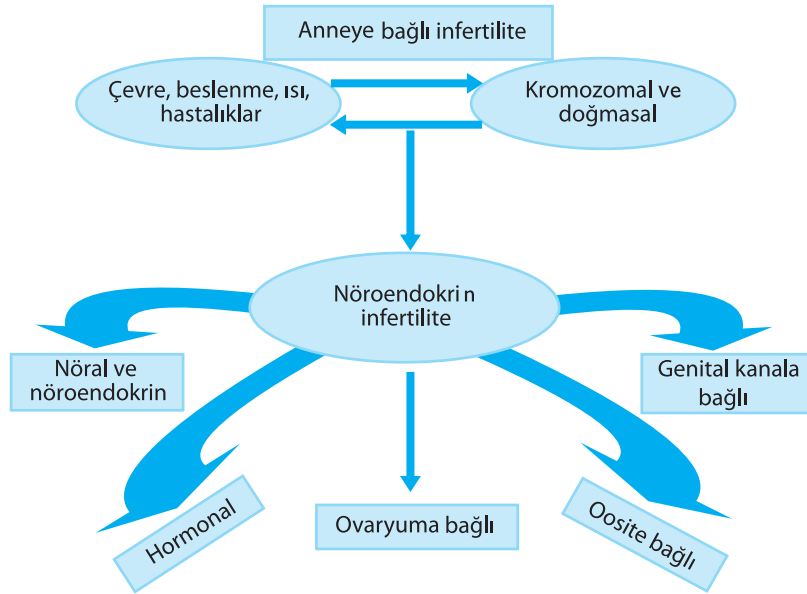 Anneye bağlı infertilite
Çevre, beslenme, ısı,
hastalıklar
Kromozomal ve
doğmasal
Nöroendokrin
infertilite
Nöral ve
nöroendokrin
Genital kanala
bağlı
Hormonal
Ovaryuma bağlı
Oosite bağlı